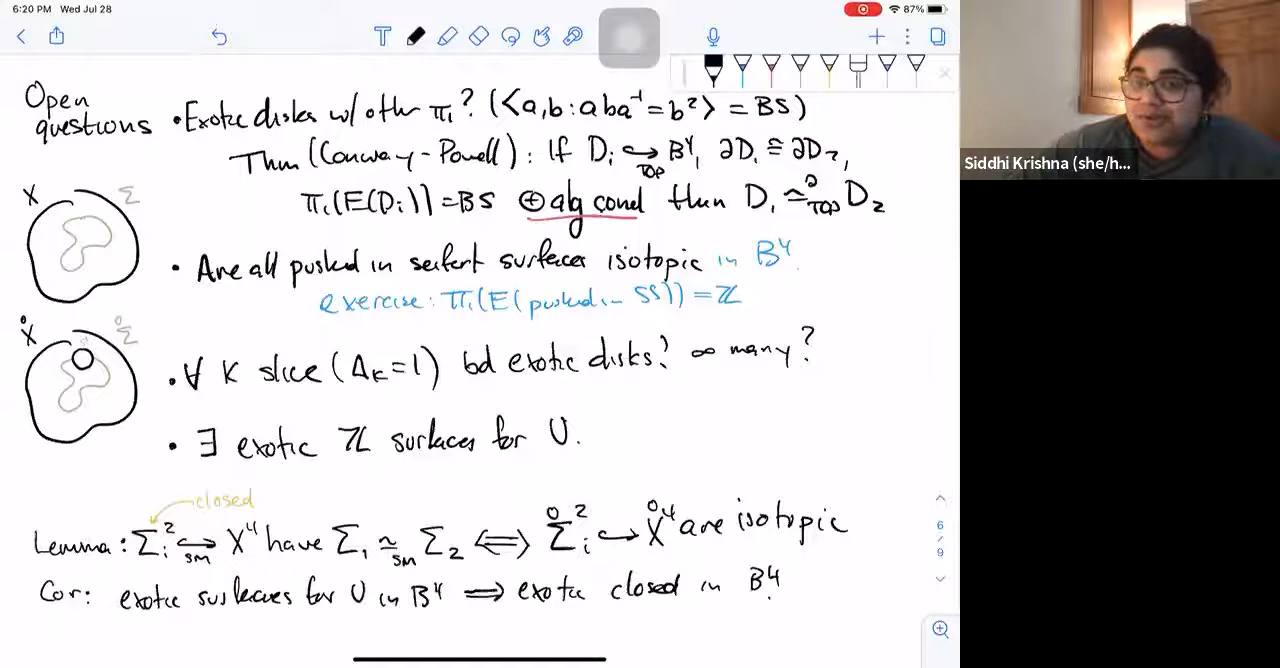 6:20 PM Wed Jul 28
87%
Open questions
• Exotic disks w/ other π₁? (⟨a,b : aba⁻¹ = b²⟩ = BS)
Thm (Conway-Powell): If Dᵢ ↪ B⁴, ∂D₁ ≅ ∂D₂,
TOP
π₁(E(Dᵢ)) = BS ⊕ alg cond then D₁ ≃ D₂
∂
TOP
X Σ
• Are all pushed in seifert surfaces isotopic in B⁴.
exercise: π₁(E(pushed in SS)) = ℤ
X̊ Σ̊
• ∀ K slice (Δ_K = 1) bd exotic disks? ∞ many?
• ∃ exotic ℤ surfaces for U.
closed
Lemma: Σᵢ² ↪ X⁴ have Σ₁ ≃ Σ₂ ⟺ Σ̊ᵢ² ↪ X̊⁴ are isotopic
SM SM
Cor: exotic surfaces for U in B⁴ ⟹ exotic closed in B⁴.
6/9
Siddhi Krishna (she/h...